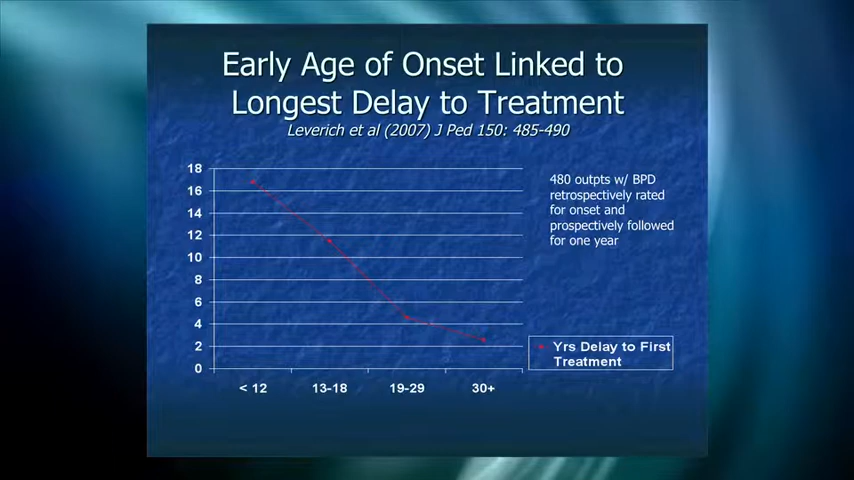 Early Age of Onset Linked to
Longest Delay to Treatment
Leverich et al (2007) J Ped 150: 485-490
18
16
14
12
10
8
6
4
2
0
< 12
13-18
19-29
30+
480 outpts w/ BPD
retrospectively rated
for onset and
prospectively followed
for one year
Yrs Delay to First
Treatment